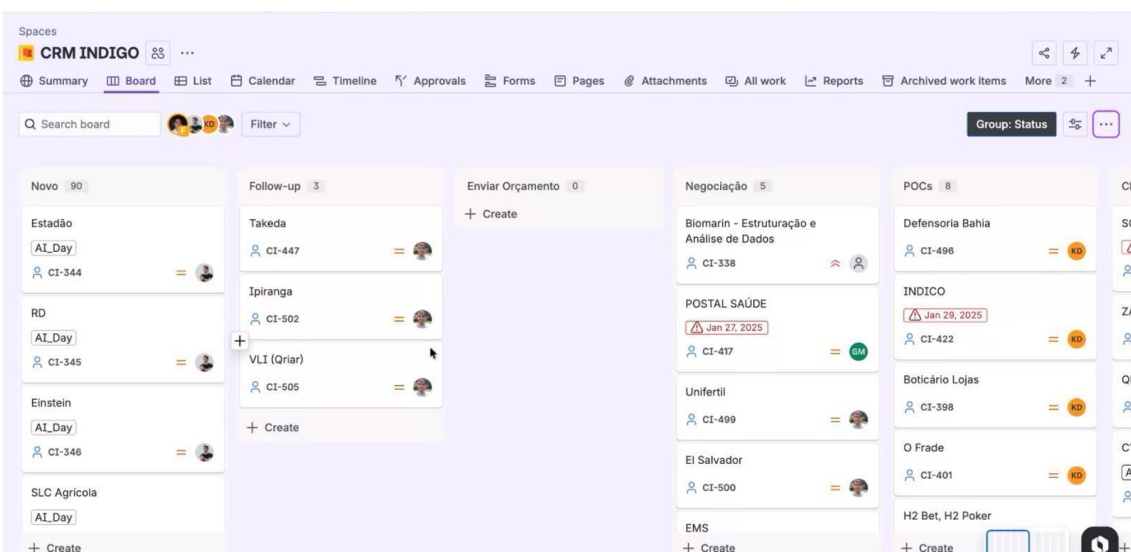 Spaces
CRM INDIGO
Summary Board List Calendar Timeline Approvals Forms Pages Attachments All work Reports Archived work items More 2
Search board KD Filter Group: Status
Novo 90
Estadão
AI_Day
CI-344
RD
AI_Day
CI-345
Einstein
AI_Day
CI-346
SLC Agrícola
AI_Day
Create
Follow-up 3
Takeda
CI-447
Ipiranga
CI-502
VLI (Qriar)
CI-505
Create
Enviar Orçamento 0
Create
Negociação 5
Biomarin - Estruturação e
Análise de Dados
CI-338
POSTAL SAÚDE
Jan 27, 2025
CI-417 GM
Unifertil
CI-499
El Salvador
CI-500
EMS
Create
POCs 8
Defensoria Bahia
CI-496 KD
INDICO
Jan 29, 2025
CI-422 KD
Boticário Lojas
CI-398 KD
O Frade
CI-401 KD
H2 Bet, H2 Poker
Create